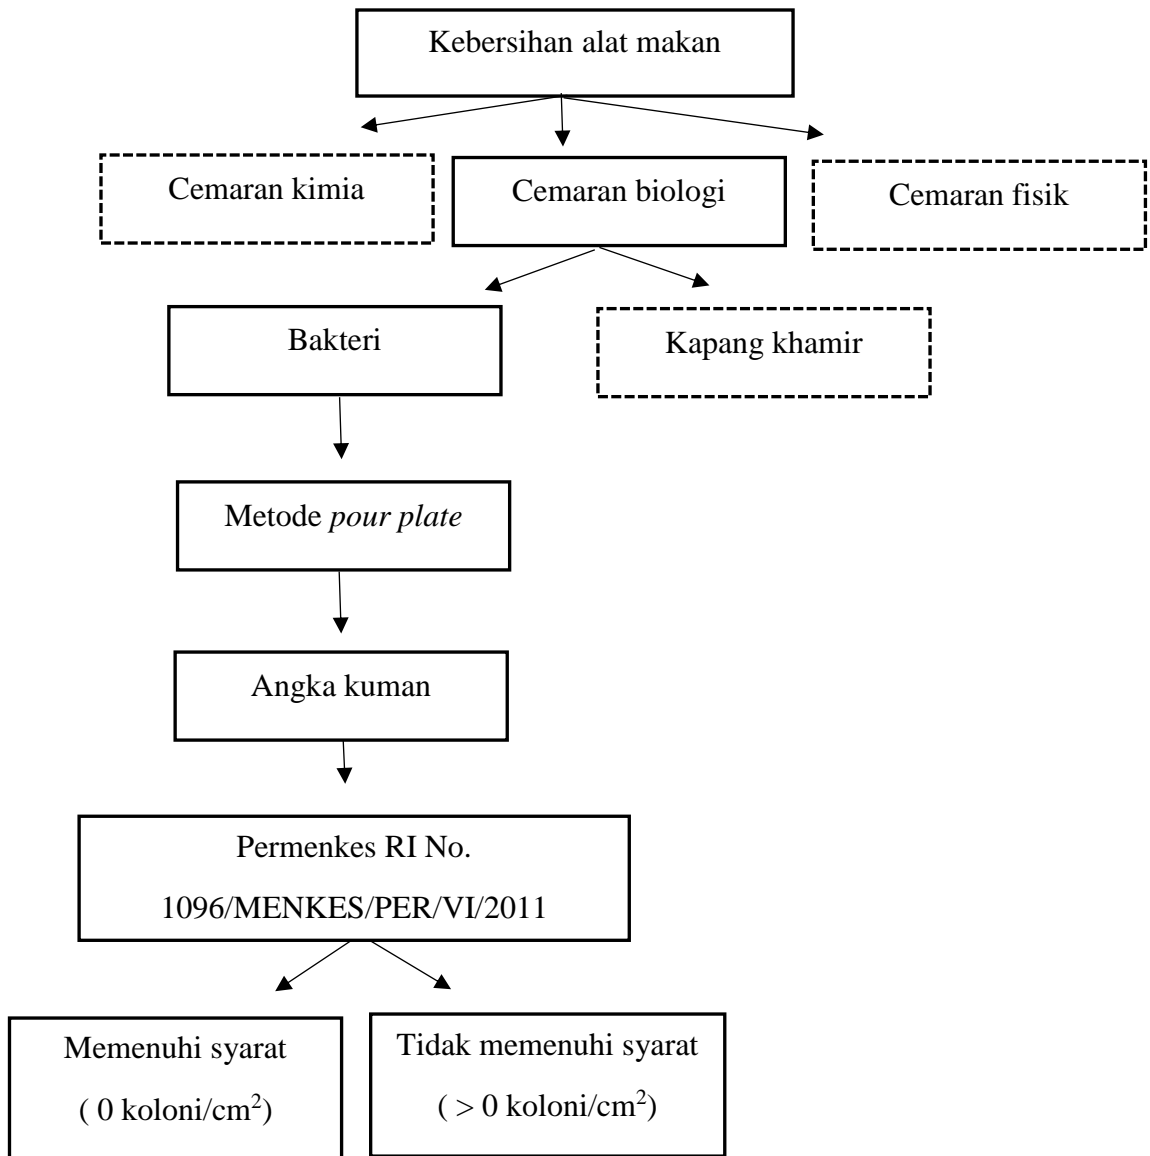 Kebersihan alat makan
Cemaran kimia
Cemaran biologi
Cemaran fisik
Bakteri
Kapang khamir
Metode pour plate
Angka kuman
Permenkes RI No.
1096/MENKES/PER/VI/2011
Memenuhi syarat
( 0 koloni/cm²)
Tidak memenuhi syarat
( > 0 koloni/cm²)